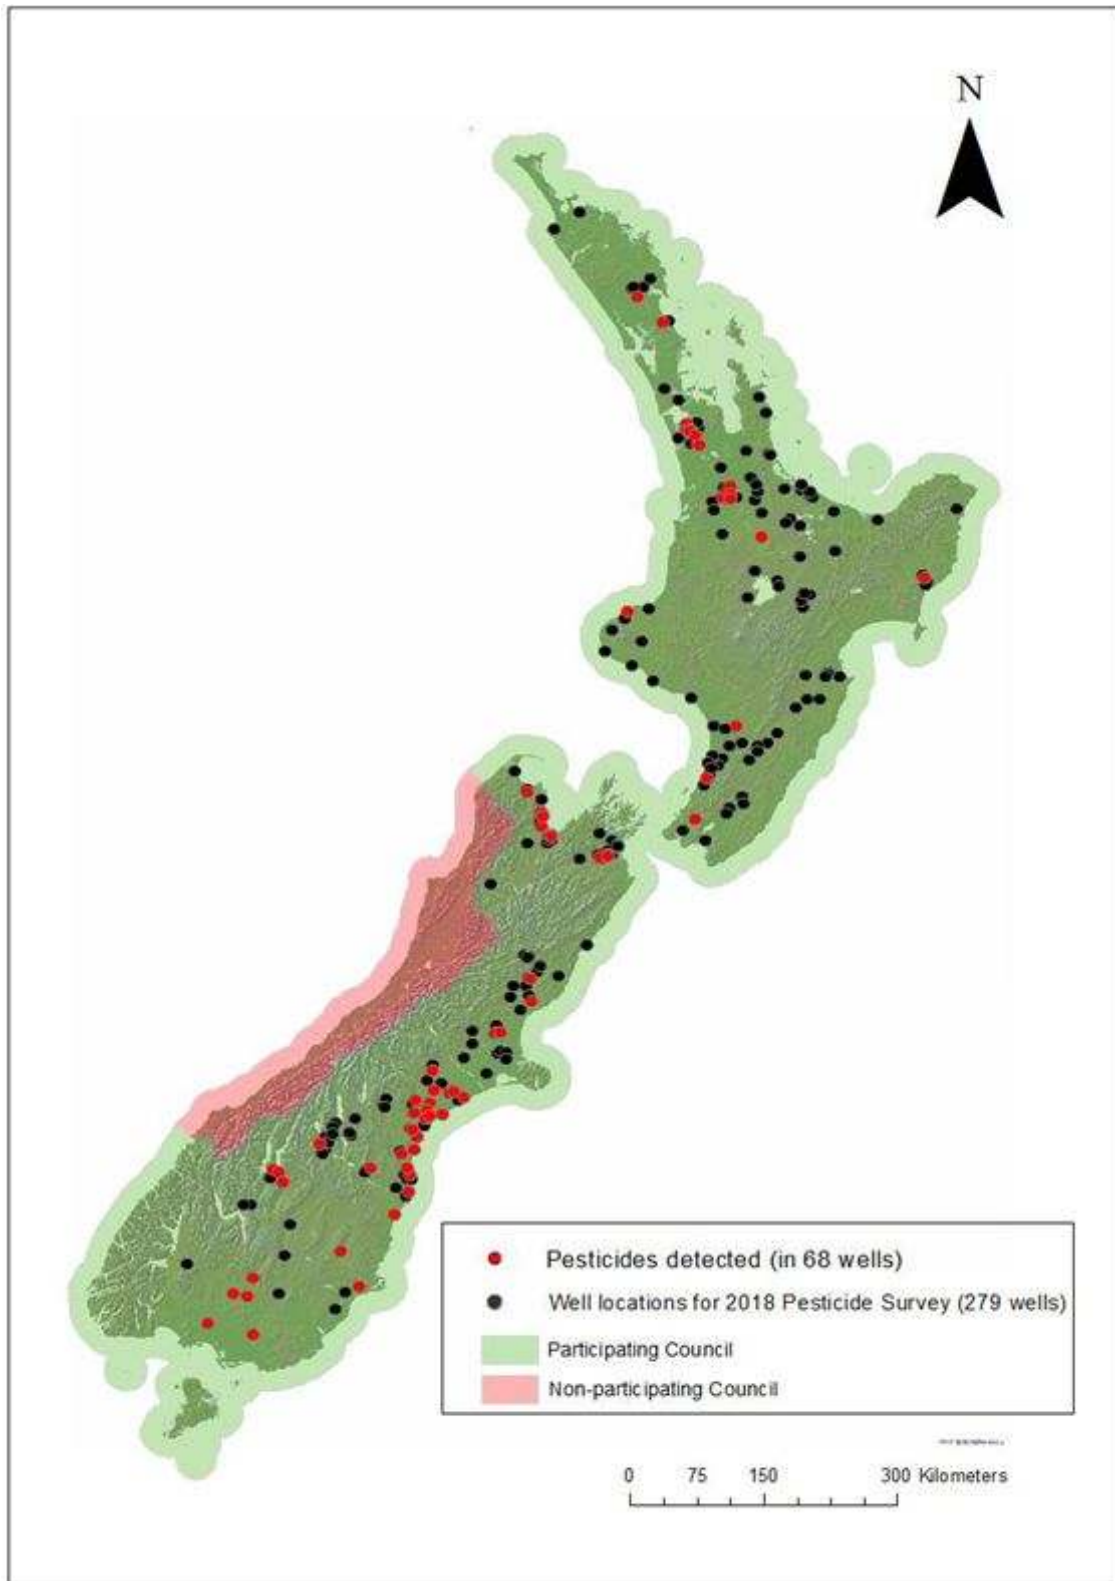 N
Pesticides detected (in 68 wells)
Well locations for 2018 Pesticide Survey (279 wells)
Participating Council
Non-participating Council
0 75 150 300 Kilometers